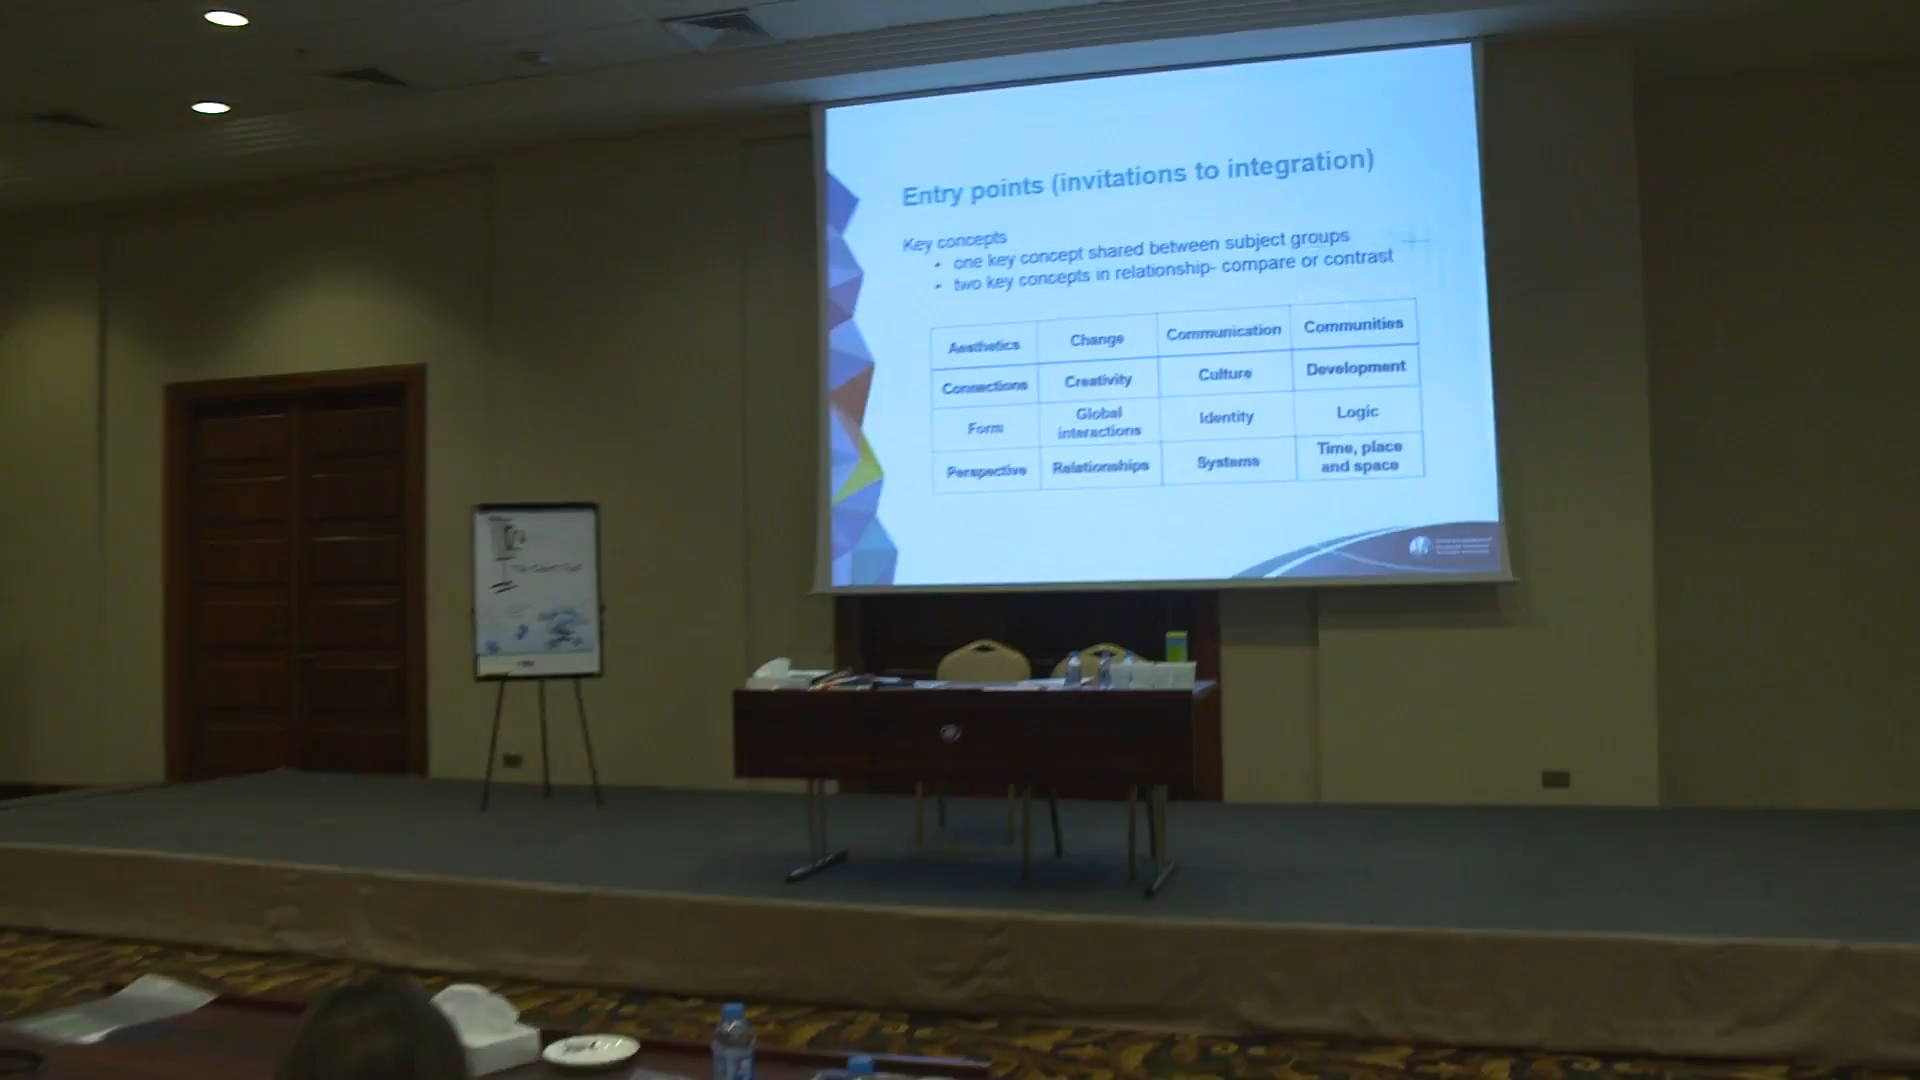 Entry points (invitations to integration)
Key concepts
• one key concept shared between subject groups
• two key concepts in relationship- compare or contrast
Aesthetics Change Communication Communities
Connections Creativity Culture Development
Form Global interactions Identity Logic
Perspective Relationships Systems Time, place and space